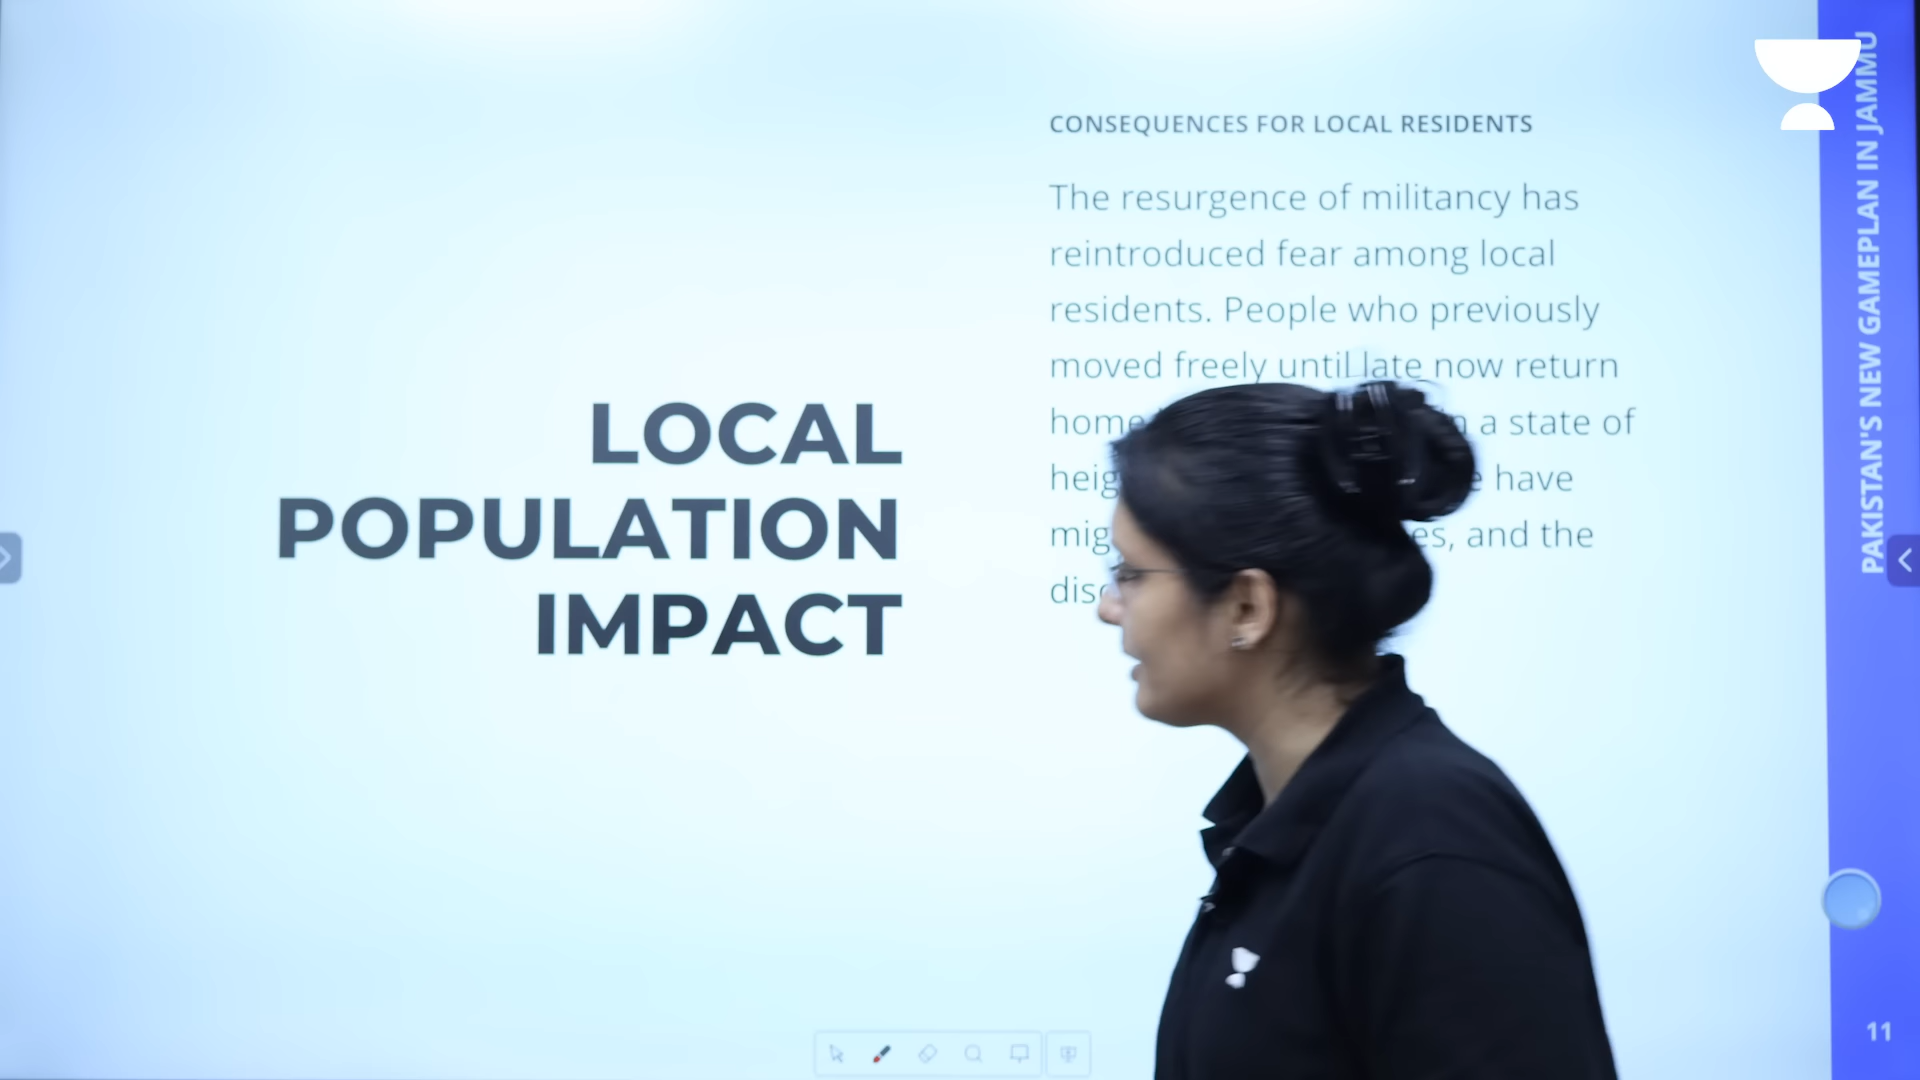 LOCAL
POPULATION
IMPACT
CONSEQUENCES FOR LOCAL RESIDENTS
The resurgence of militancy has
reintroduced fear among local
residents. People who previously
moved freely until late now return
home a state of
have
and the
PAKISTAN'S NEW GAMEPLAN IN JAMMU
11